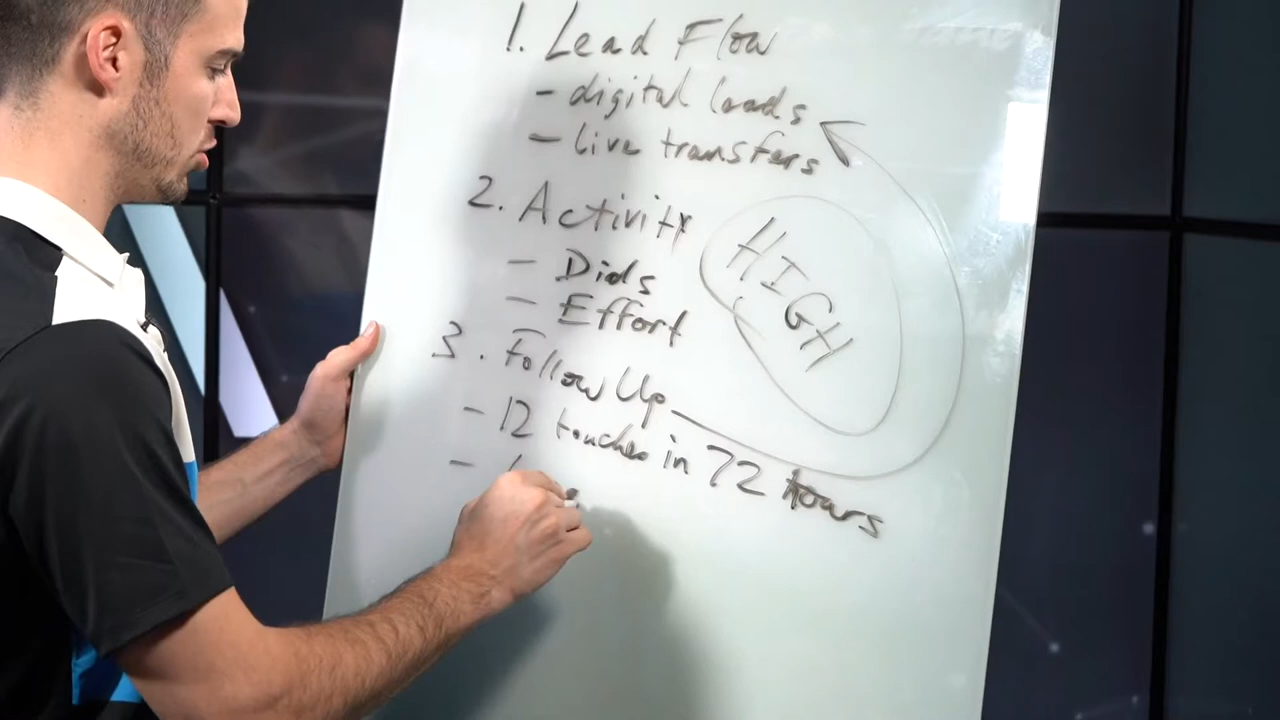 1. Lead Flow
- digital leads
- live transfers
2. Activity
- Dials
- Effort
HIGH
3. Follow Up
- 12 touches in 72 hours
-